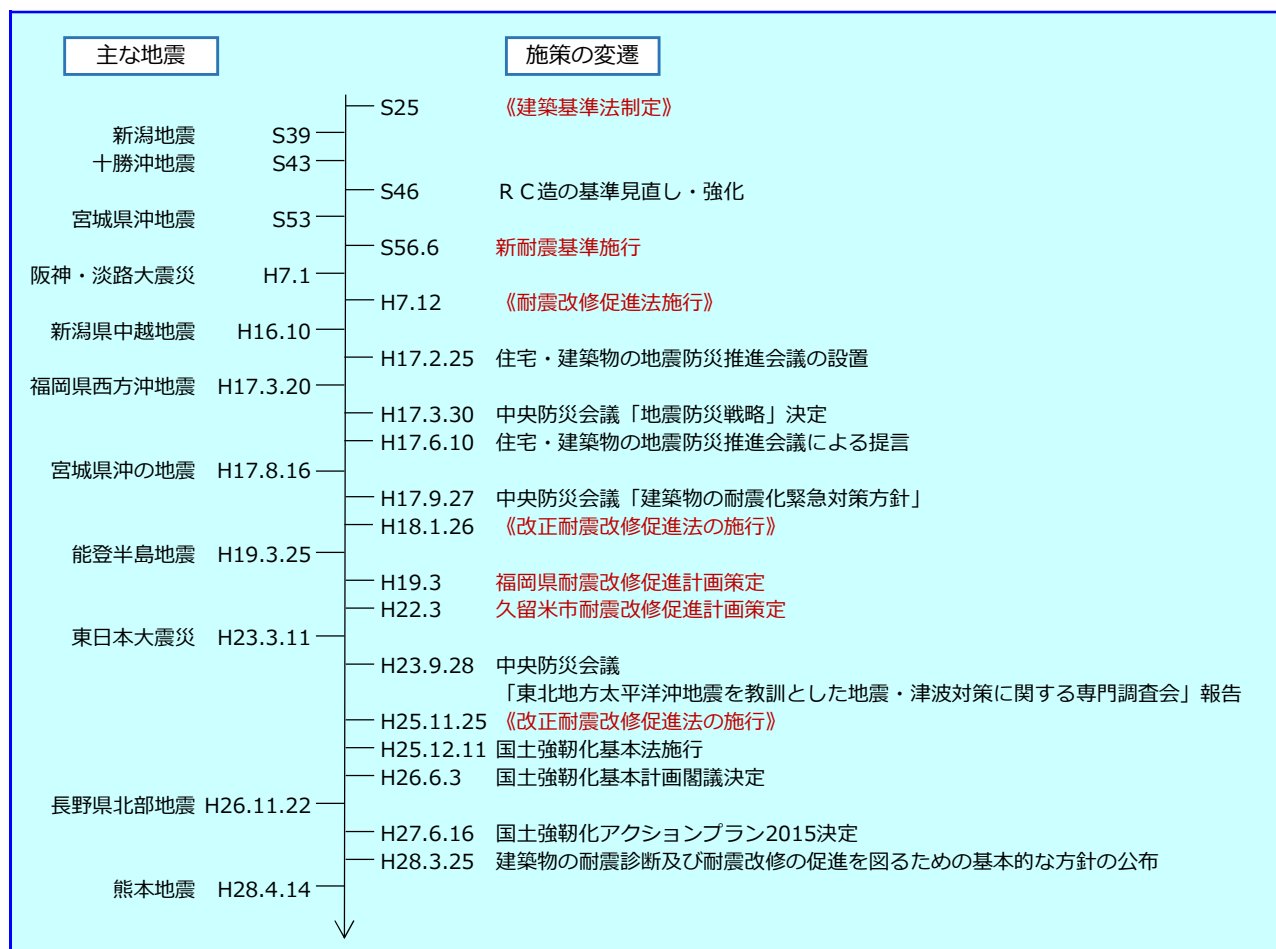 主な地震 施策の変遷
S25 《建築基準法制定》
新潟地震 S39
十勝沖地震 S43
S46 ＲＣ造の基準見直し・強化
宮城県沖地震 S53
S56.6 新耐震基準施行
阪神・淡路大震災 H7.1
H7.12 《耐震改修促進法施行》
新潟県中越地震 H16.10
H17.2.25 住宅・建築物の地震防災推進会議の設置
福岡県西方沖地震 H17.3.20
H17.3.30 中央防災会議「地震防災戦略」決定
H17.6.10 住宅・建築物の地震防災推進会議による提言
宮城県沖の地震 H17.8.16
H17.9.27 中央防災会議「建築物の耐震化緊急対策方針」
H18.1.26 《改正耐震改修促進法の施行》
能登半島地震 H19.3.25
H19.3 福岡県耐震改修促進計画策定
H22.3 久留米市耐震改修促進計画策定
東日本大震災 H23.3.11
H23.9.28 中央防災会議
「東北地方太平洋沖地震を教訓とした地震・津波対策に関する専門調査会」報告
H25.11.25 《改正耐震改修促進法の施行》
H25.12.11 国土強靭化基本法施行
H26.6.3 国土強靭化基本計画閣議決定
長野県北部地震 H26.11.22
H27.6.16 国土強靭化アクションプラン2015決定
H28.3.25 建築物の耐震診断及び耐震改修の促進を図るための基本的な方針の公布
熊本地震 H28.4.14